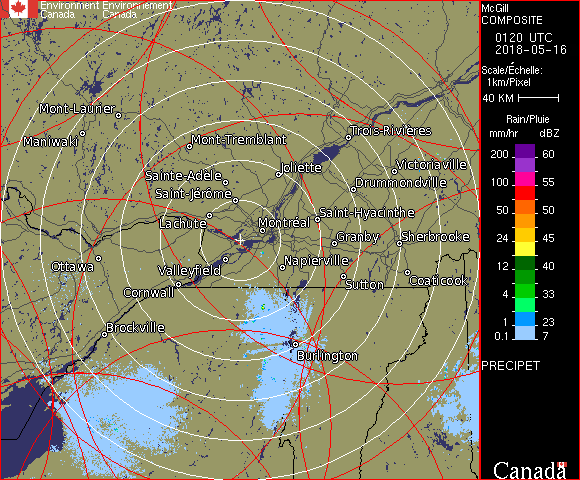 Environment Environnement
Canada Canada
McGill
COMPOSITE
0120 UTC
2018-05-16
Scale/Échelle:
1km/Pixel
40 KM
Rain/Pluie
mm/hr dBZ
200 60
100 55
50 50
24 45
12 40
4 33
1 23
0.1 7
PRECIPET
Canada
Mont-Laurier
Maniwaki
Mont-Tremblant
Trois-Rivières
Joliette
Victoriaville
Sainte-Adèle
Drummondville
Saint-Jérôme
Lachute
Saint-Hyacinthe
Montréal
Granby
Sherbrooke
Ottawa
Valleyfield
Napierville
Coaticook
Sutton
Cornwall
Brockville
Burlington